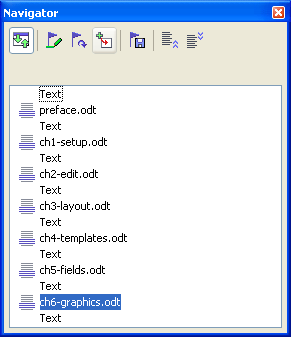 Navigator
Text
preface.odt
Text
ch1-setup.odt
Text
ch2-edit.odt
Text
ch3-layout.odt
Text
ch4-templates.odt
Text
ch5-fields.odt
Text
ch6-graphics.odt
Text